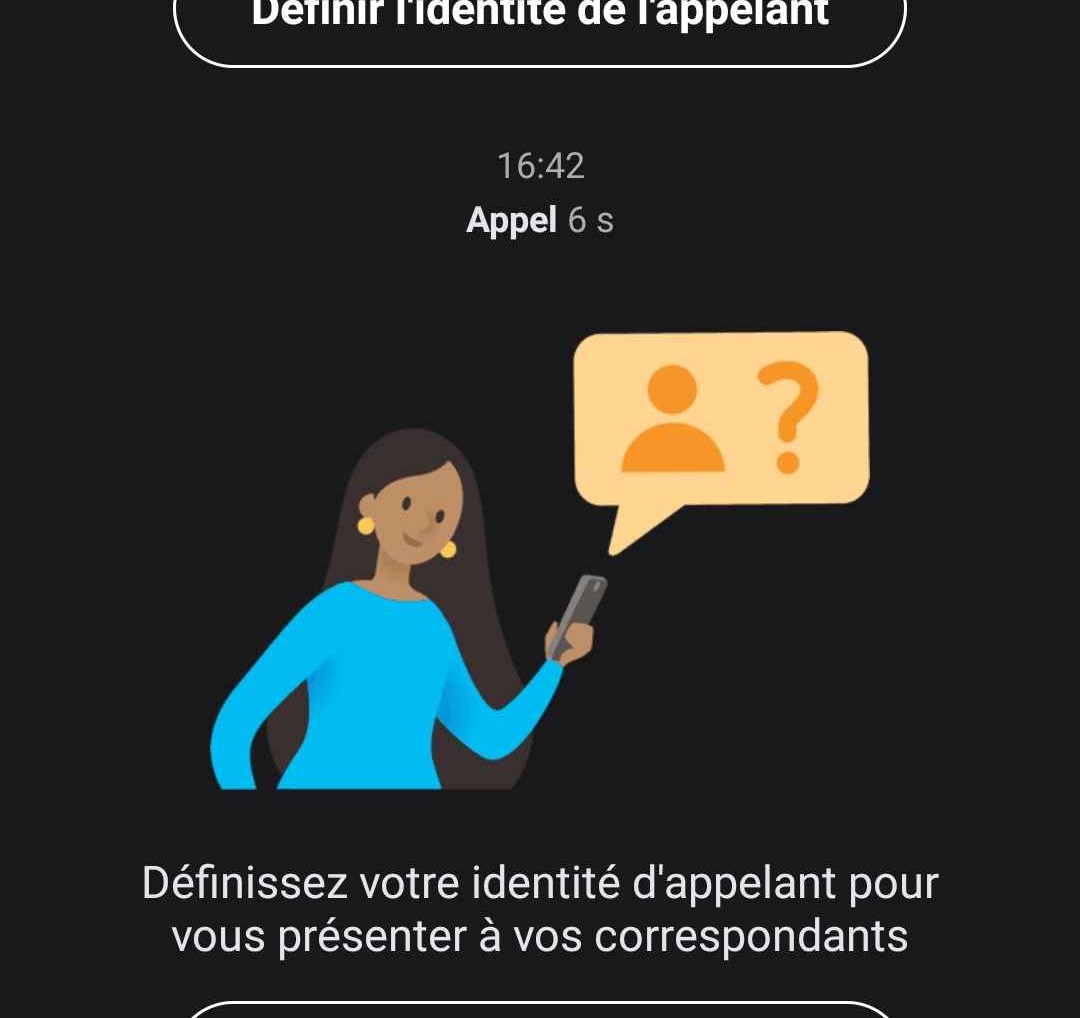 Définir l'identité de l'appelant
16:42
Appel 6 s
?
Définissez votre identité d'appelant pour
vous présenter à vos correspondants